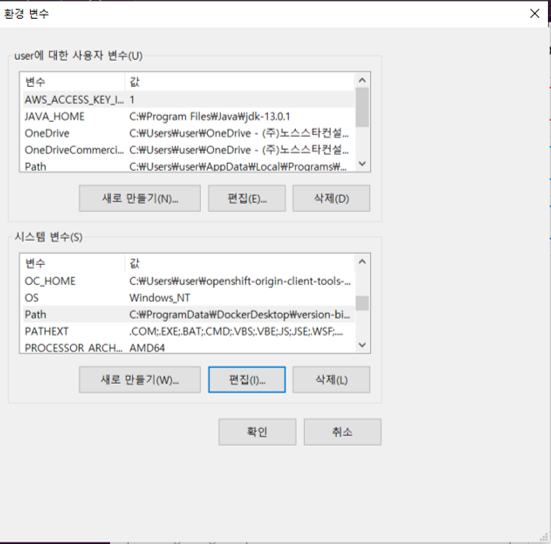 환경 변수
user에 대한 사용자 변수(U)
변수 값
AWS_ACCESS_KEY_I... 1
JAVA_HOME C:₩Program Files₩Java₩jdk-13.0.1
OneDrive C:₩Users₩user₩OneDrive - (주)노스스타컨설...
OneDriveCommerci... C:₩Users₩user₩OneDrive - (주)노스스타컨설...
Path C:₩Users₩user₩AppData₩Local₩Programs₩...
새로 만들기(N)... 편집(E)... 삭제(D)
시스템 변수(S)
변수 값
OC_HOME C:₩Users₩user₩openshift-origin-client-tools-...
OS Windows_NT
Path C:₩ProgramData₩DockerDesktop₩version-bi...
PATHEXT .COM;.EXE;.BAT;.CMD;.VBS;.VBE;.JS;.JSE;.WSF;....
PROCESSOR_ARCH... AMD64
새로 만들기(W)... 편집(I)... 삭제(L)
확인 취소